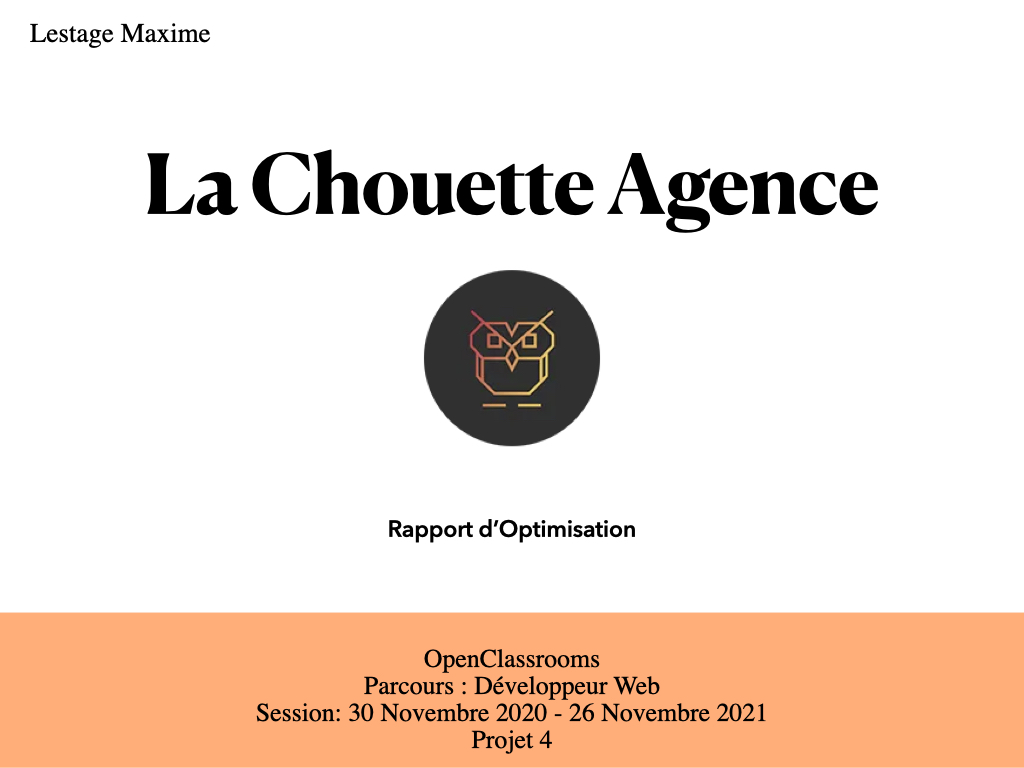 Lestage Maxime
La Chouette Agence
Rapport d’Optimisation
OpenClassrooms
Parcours : Développeur Web
Session: 30 Novembre 2020 - 26 Novembre 2021
Projet 4